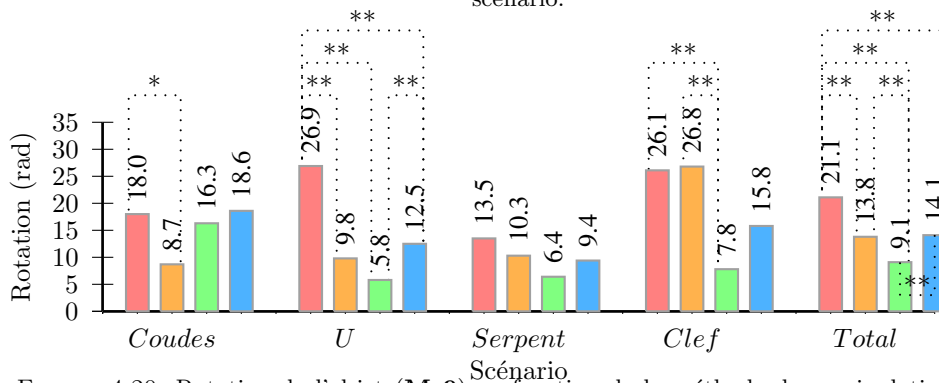 scénario.
**
** ** **
* ** ** ** ** **
35
30
25
20
15
10
5
0
Rotation (rad)
18.0 8.7 16.3 18.6
26.9 9.8 5.8 12.5
13.5 10.3 6.4 9.4
26.1 26.8 7.8 15.8
21.1 13.8 9.1 14.1
**
Coudes U Serpent Clef Total
Scénario